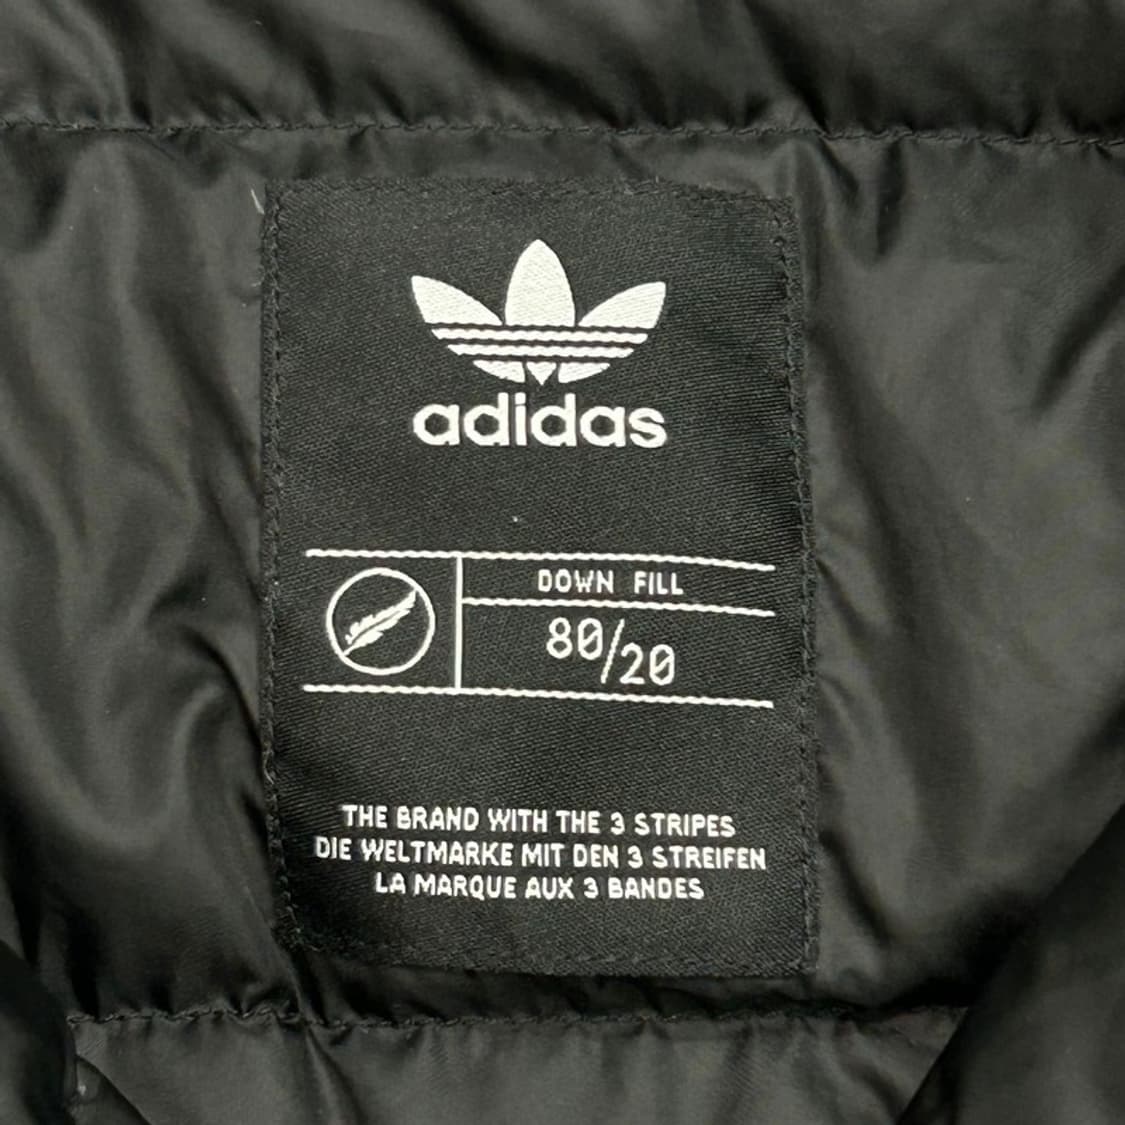 adidas
DOWN FILL
80/20
THE BRAND WITH THE 3 STRIPES
DIE WELTMARKE MIT DEN 3 STREIFEN
LA MARQUE AUX 3 BANDES